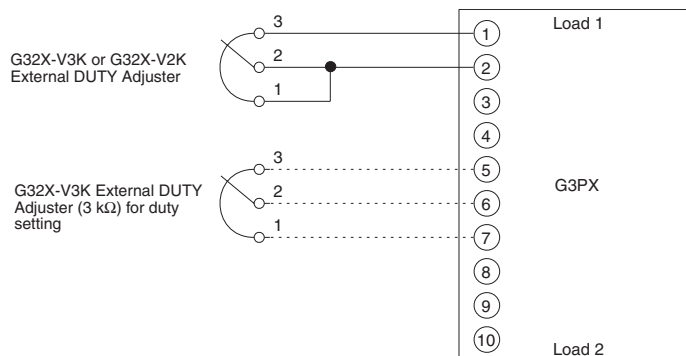 Load 1
3
1
G32X-V3K or G32X-V2K
External DUTY Adjuster
2
2
1
3
4
3
5
G32X-V3K External DUTY
Adjuster (3 kΩ) for duty
setting
2
6
G3PX
1
7
8
9
10
Load 2